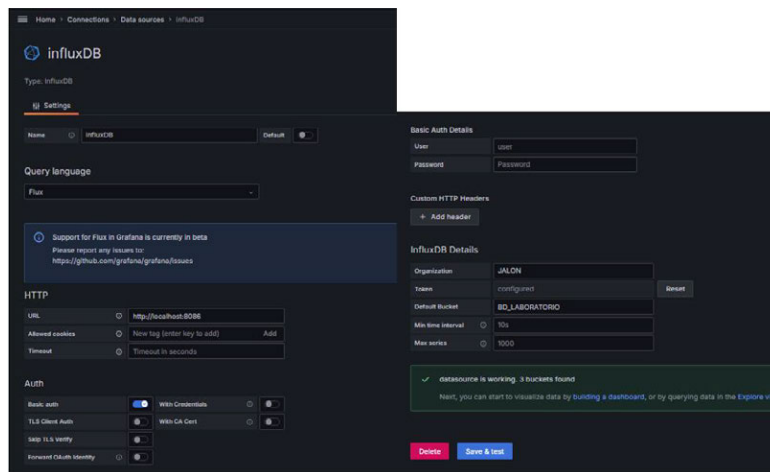 Home > Connections > Data sources > influxDB
influxDB
Type: InfluxDB
Settings
Name influxDB Default
Query language
Flux
Support for Flux in Grafana is currently in beta
Please report any issues to:
https://github.com/grafana/grafana/issues
HTTP
URL http://localhost:8086
Allowed cookies New tag (enter key to add) Add
Timeout Timeout in seconds
Auth
Basic auth With Credentials
TLS Client Auth With CA Cert
Skip TLS Verify
Forward OAuth Identity
Basic Auth Details
User user
Password Password
Custom HTTP Headers
+ Add header
InfluxDB Details
Organization JALON
Token configured Reset
Default Bucket BD_LABORATORIO
Min time interval 10s
Max series 1000
datasource is working. 3 buckets found
Next, you can start to visualize data by building a dashboard, or by querying data in the Explore v
Delete Save & test